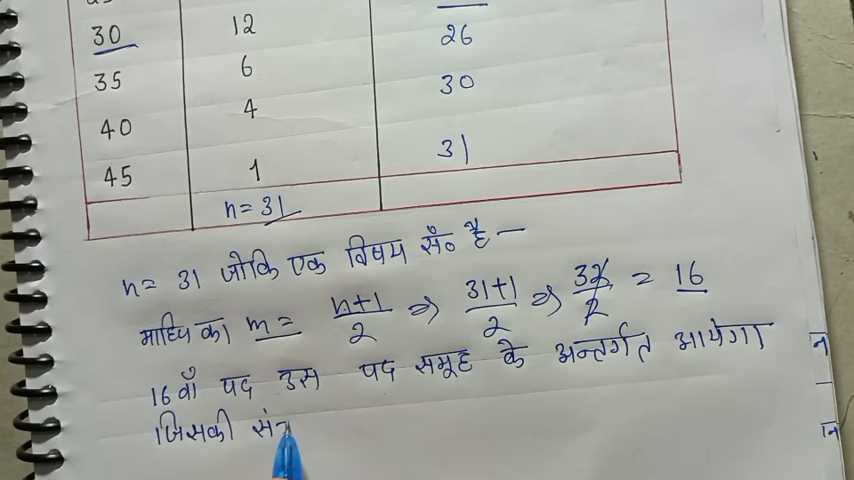 30 12 26
35 6 30
40 4
45 1 31
n = 31
n = 31 जोकि एक विषय सं० है -
माध्यिका m = n+1/2 ⇒ 31+1/2 ⇒ 32/2 = 16
16वाँ पद उस पद समूह के अन्तर्गत आयेगा
जिसकी